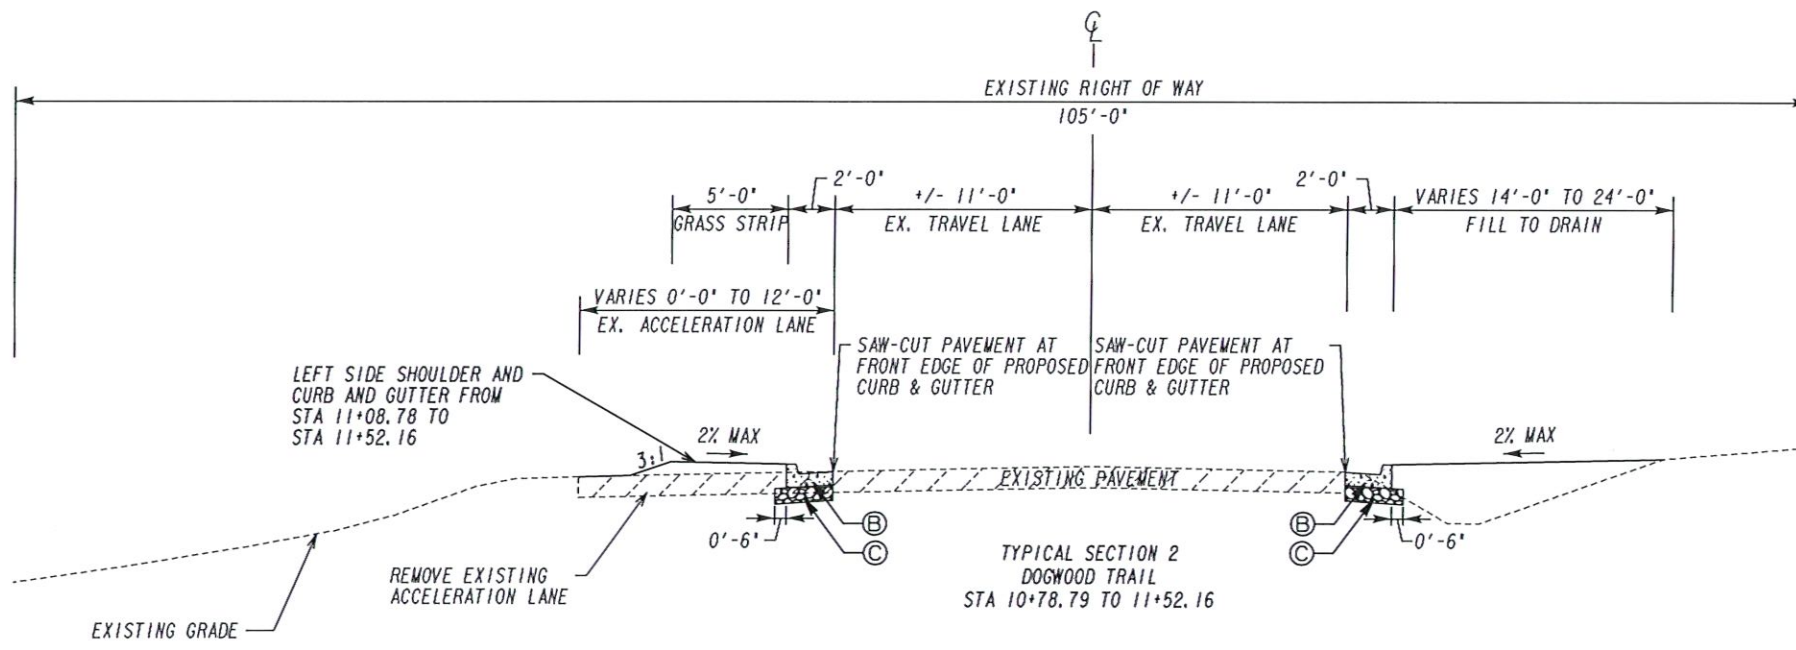 ℄
EXISTING RIGHT OF WAY
105'-0"
5'-0"
GRASS STRIP
2'-0"
+/- 11'-0"
EX. TRAVEL LANE
+/- 11'-0"
EX. TRAVEL LANE
2'-0"
VARIES 14'-0" TO 24'-0"
FILL TO DRAIN
VARIES 0'-0" TO 12'-0"
EX. ACCELERATION LANE
SAW-CUT PAVEMENT AT
FRONT EDGE OF PROPOSED
CURB & GUTTER
SAW-CUT PAVEMENT AT
FRONT EDGE OF PROPOSED
CURB & GUTTER
LEFT SIDE SHOULDER AND
CURB AND GUTTER FROM
STA 11+08.78 TO
STA 11+52.16
3:1
2% MAX
2% MAX
EXISTING PAVEMENT
0'-6"
B
C
B
C
0'-6"
REMOVE EXISTING
ACCELERATION LANE
EXISTING GRADE
TYPICAL SECTION 2
DOGWOOD TRAIL
STA 10+78.79 TO 11+52.16